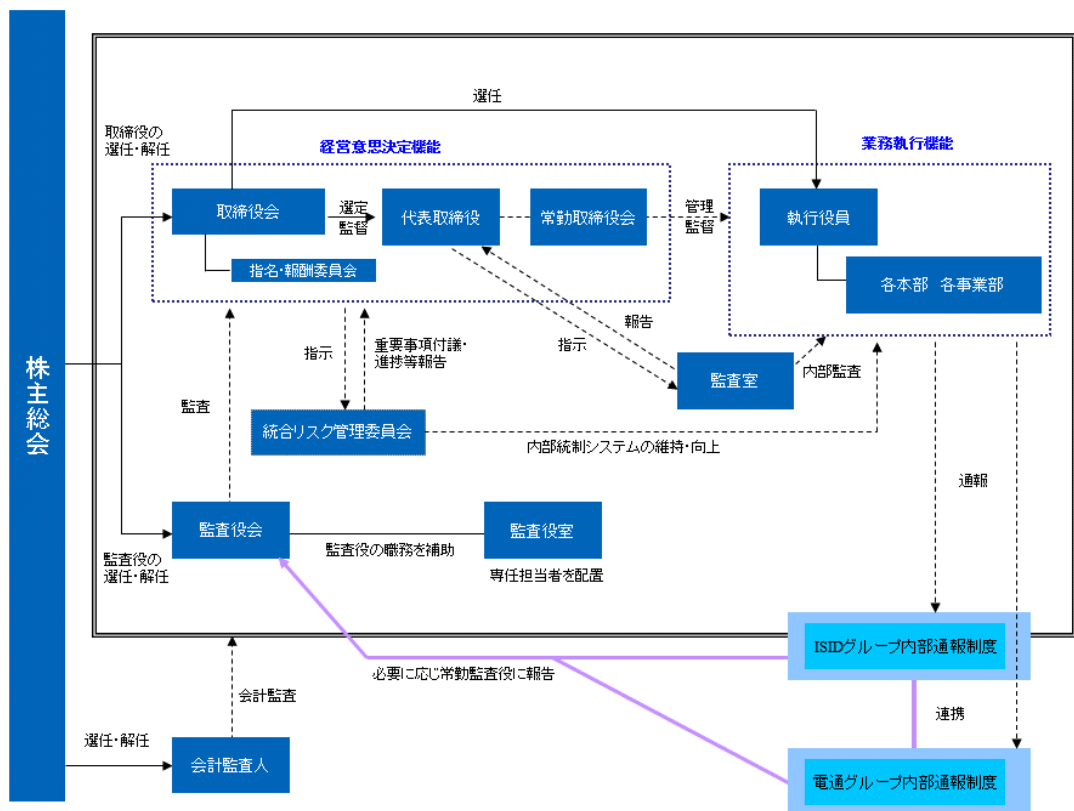 株主総会
選任
取締役の
選任・解任
経営意思決定機能
業務執行機能
取締役会
選定
監督
代表取締役
常勤取締役会
管理
監督
執行役員
指名・報酬委員会
各本部 各事業部
指示
重要事項付議・
進捗等報告
報告
指示
監査室
内部監査
監査
統合リスク管理委員会
内部統制システムの維持・向上
通報
監査役会
監査役の職務を補助
監査役室
監査役の
選任・解任
専任担当者を配置
ISIDグループ内部通報制度
必要に応じ常勤監査役に報告
会計監査
連携
選任・解任
会計監査人
電通グループ内部通報制度